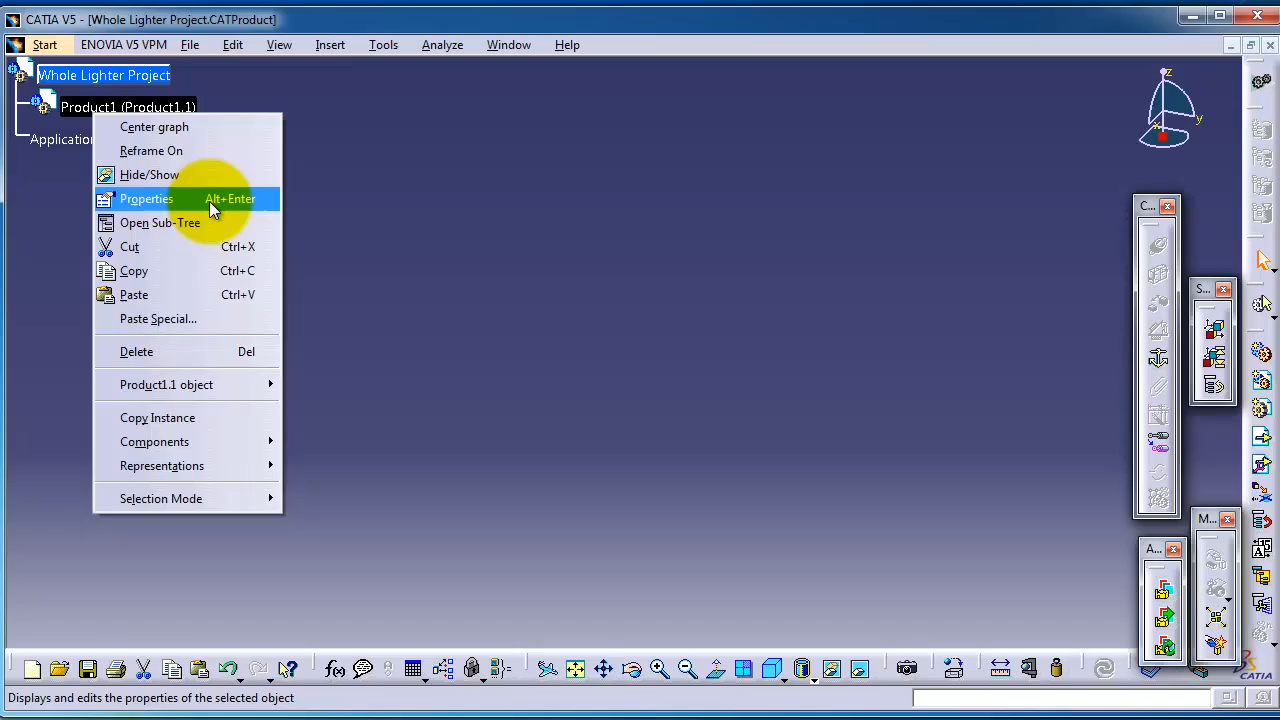 CATIA V5 - [Whole Lighter Project.CATProduct]
Start ENOVIA V5 VPM File Edit View Insert Tools Analyze Window Help
Whole Lighter Project
Product1 (Product1.1)
Application
Center graph
Reframe On
Hide/Show
Properties Alt+Enter
Open Sub-Tree
Cut Ctrl+X
Copy Ctrl+C
Paste Ctrl+V
Paste Special...
Delete Del
Product1.1 object
Copy Instance
Components
Representations
Selection Mode
z
y
x
C...
S...
M...
A...
f(x)
CATIA
Displays and edits the properties of the selected object